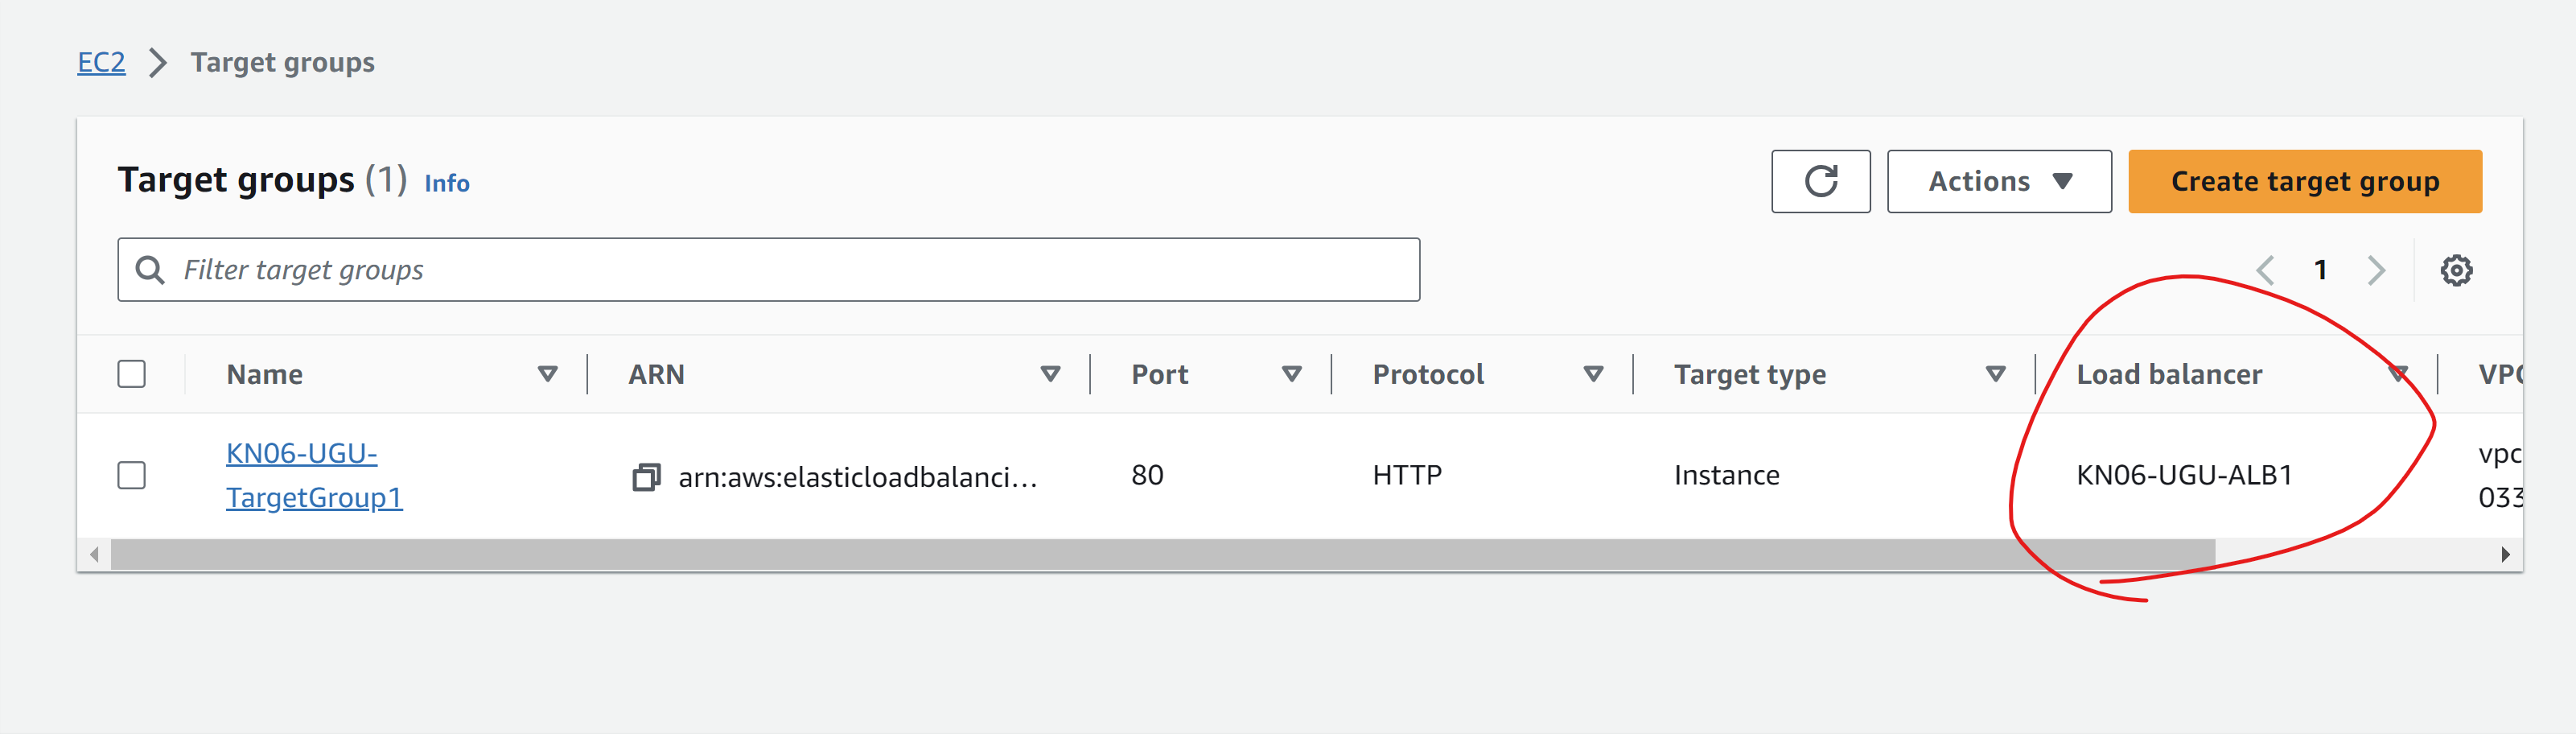 EC2 > Target groups
Target groups (1) Info
Actions
Create target group
Filter target groups
1
Name ARN Port Protocol Target type Load balancer
KN06-UGU-
TargetGroup1
arn:aws:elasticloadbalanci...
80
HTTP
Instance
KN06-UGU-ALB1
vpc
033